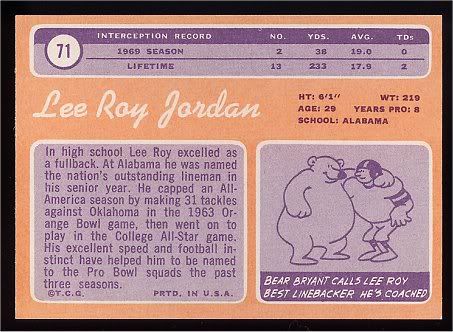 71
INTERCEPTION RECORD NO. YDS. AVG. TDs
1969 SEASON 2 38 19.0 0
LIFETIME 13 233 17.9 2
Lee Roy Jordan
HT: 6'1" WT: 219
AGE: 29 YEARS PRO: 8
SCHOOL: ALABAMA
In high school Lee Roy excelled as
a fullback. At Alabama he was named
the nation's outstanding lineman in
his senior year. He capped an All-
America season by making 31 tackles
against Oklahoma in the 1963 Or-
ange Bowl game, then went on to
play in the College All-Star game.
His excellent speed and football in-
stinct have helped him to be named
to the Pro Bowl squads the past
three seasons.
©T.C.G. PRTD. IN U.S.A.
BEAR BRYANT CALLS LEE ROY
BEST LINEBACKER HE'S COACHED